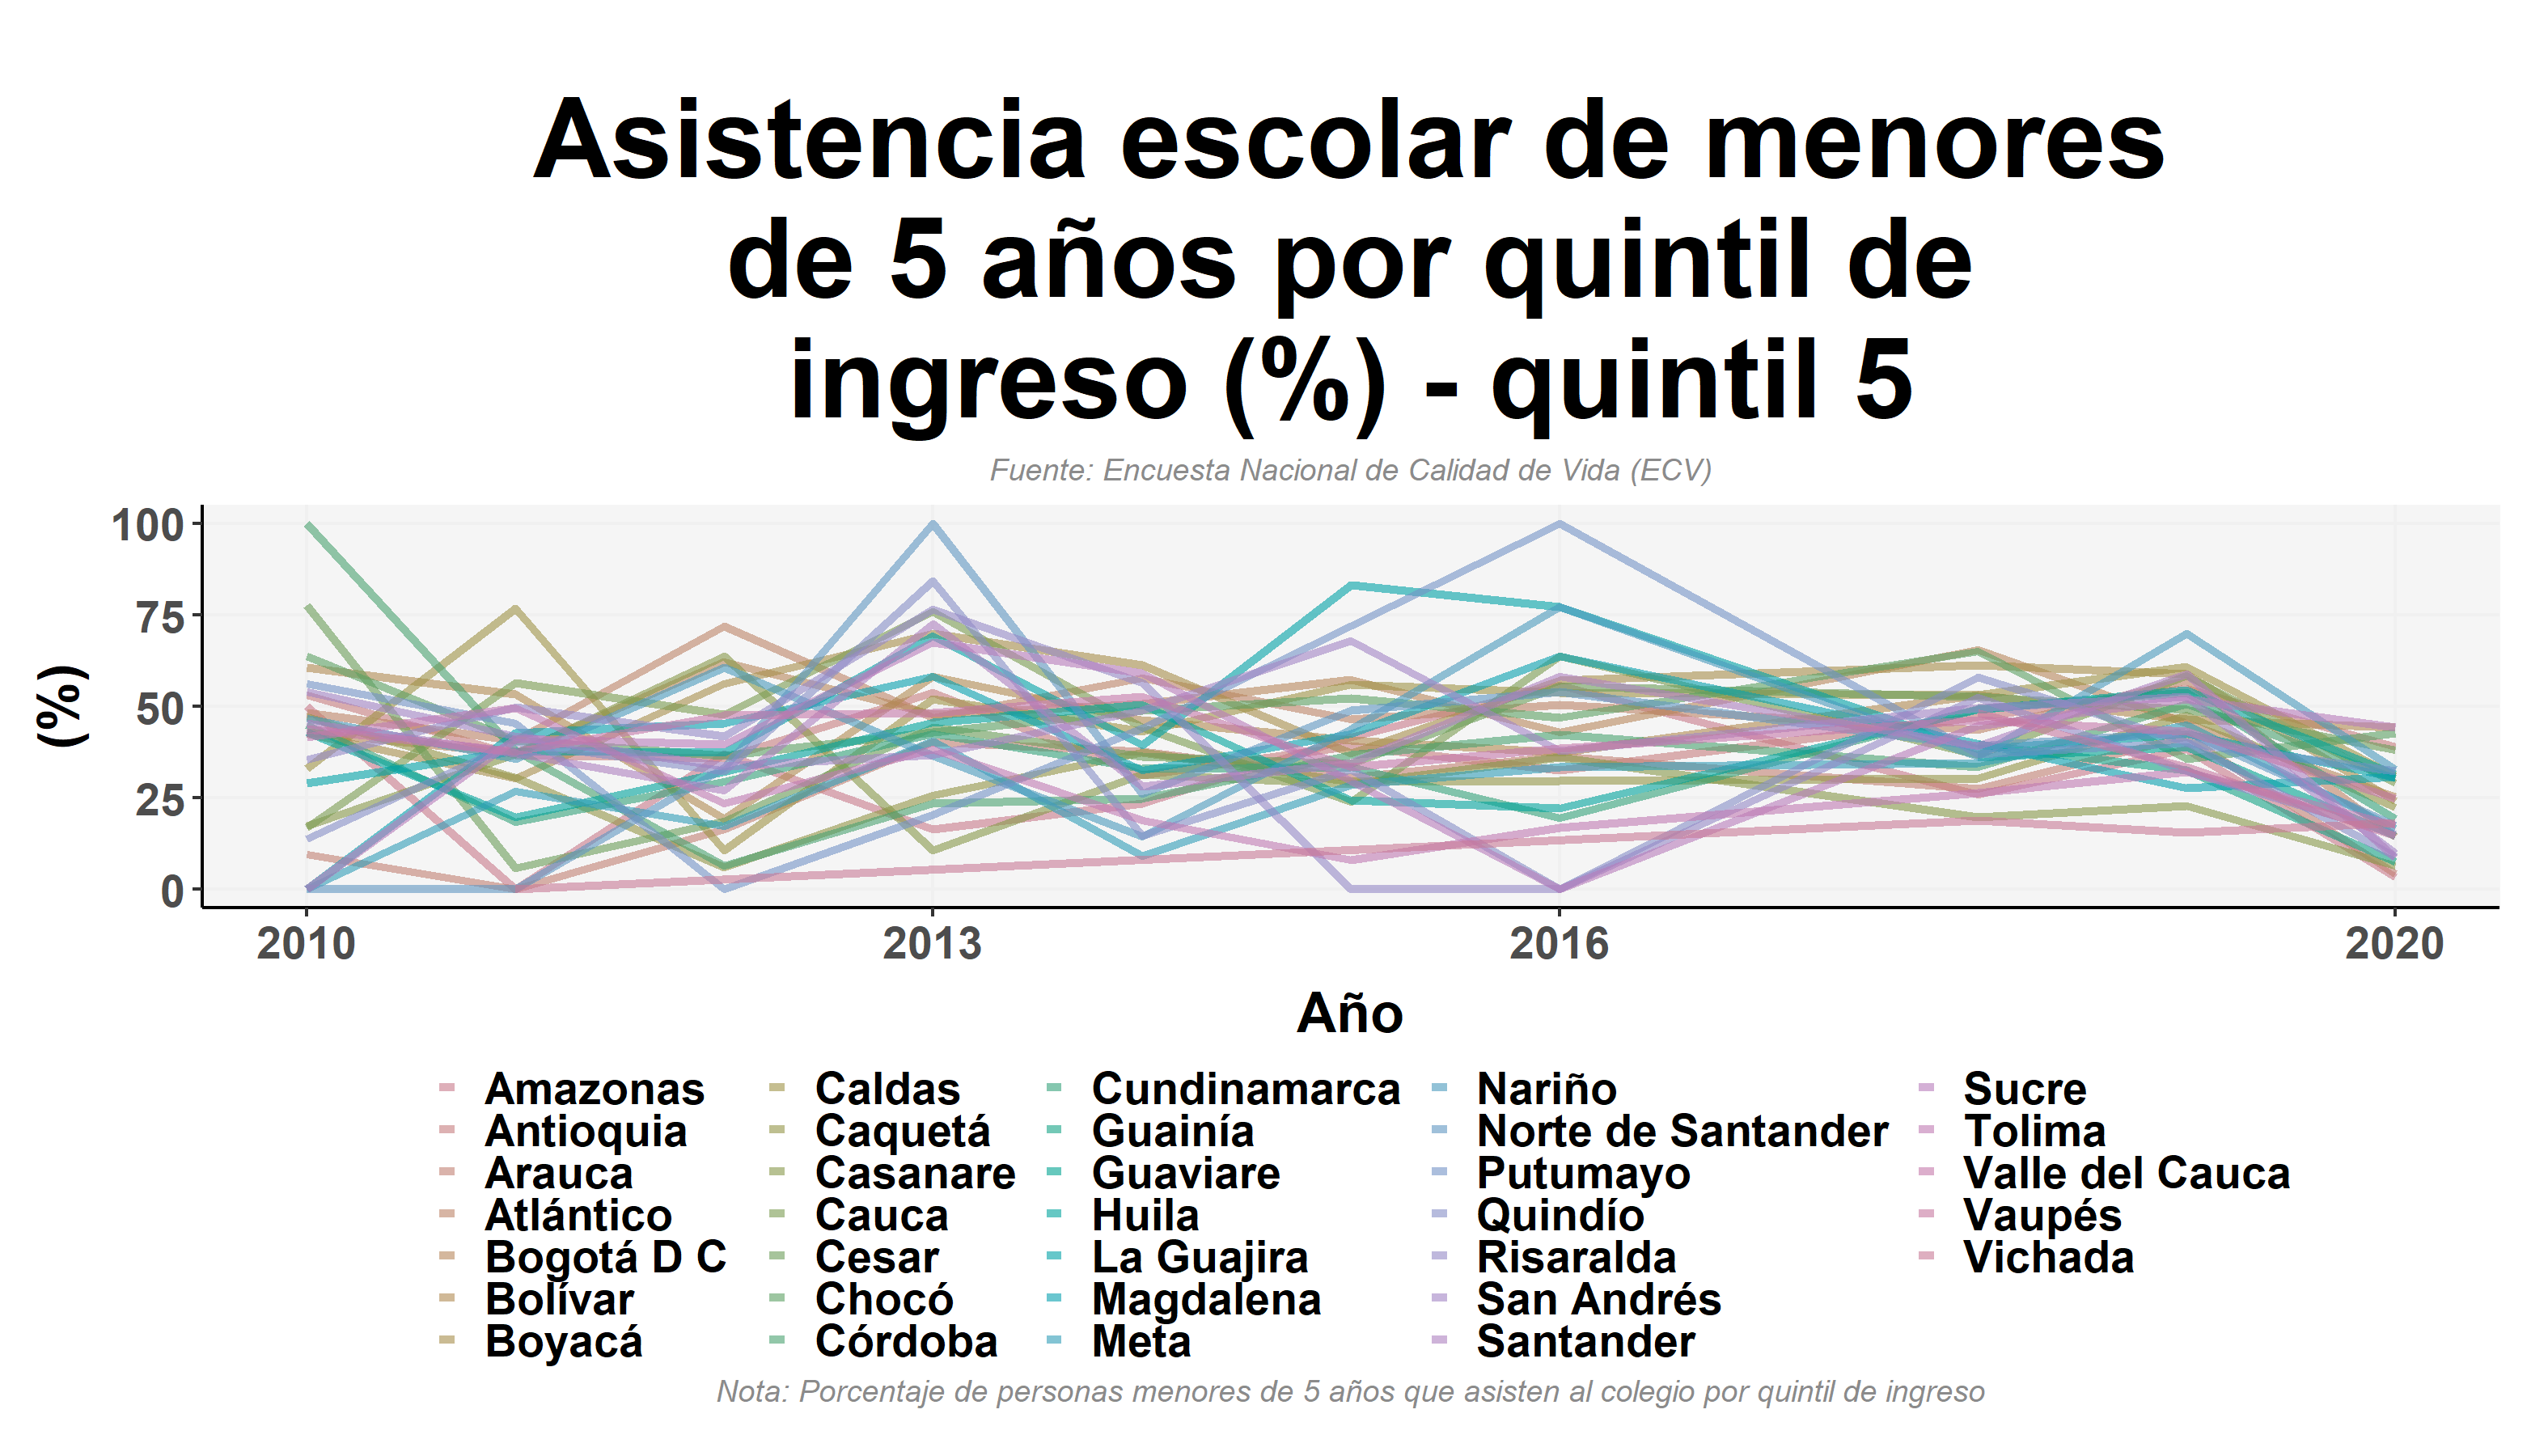 Asistencia escolar de menores
de 5 años por quintil de
ingreso (%) - quintil 5
Fuente: Encuesta Nacional de Calidad de Vida (ECV)
100
75
50
25
0
(%)
2010 2013 2016 2020
Año
Amazonas
Antioquia
Arauca
Atlántico
Bogotá D C
Bolívar
Boyacá
Caldas
Caquetá
Casanare
Cauca
Cesar
Chocó
Córdoba
Cundinamarca
Guainía
Guaviare
Huila
La Guajira
Magdalena
Meta
Nariño
Norte de Santander
Putumayo
Quindío
Risaralda
San Andrés
Santander
Sucre
Tolima
Valle del Cauca
Vaupés
Vichada
Nota: Porcentaje de personas menores de 5 años que asisten al colegio por quintil de ingreso